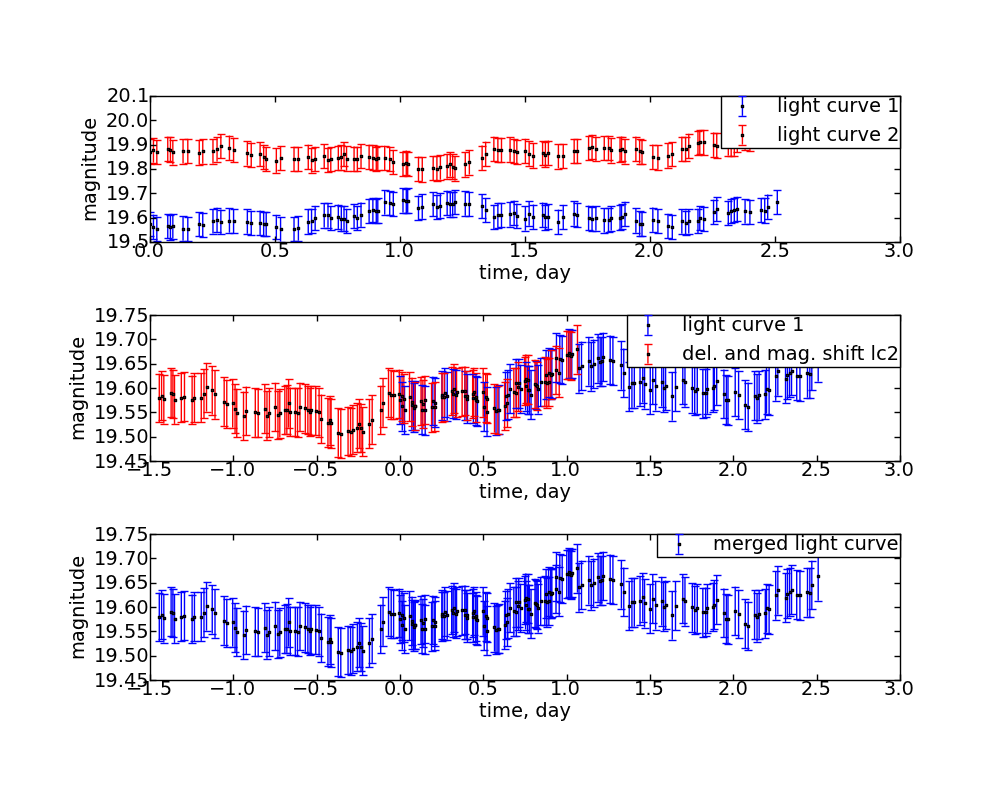 20.1
20.0
19.9
19.8
19.7
19.6
19.5
magnitude
light curve 1
light curve 2
0.0 0.5 1.0 1.5 2.0 2.5 3.0
time, day
19.75
19.70
19.65
19.60
19.55
19.50
19.45
magnitude
light curve 1
del. and mag. shift lc2
−1.5 −1.0 −0.5 0.0 0.5 1.0 1.5 2.0 2.5 3.0
time, day
19.75
19.70
19.65
19.60
19.55
19.50
19.45
magnitude
merged light curve
−1.5 −1.0 −0.5 0.0 0.5 1.0 1.5 2.0 2.5 3.0
time, day